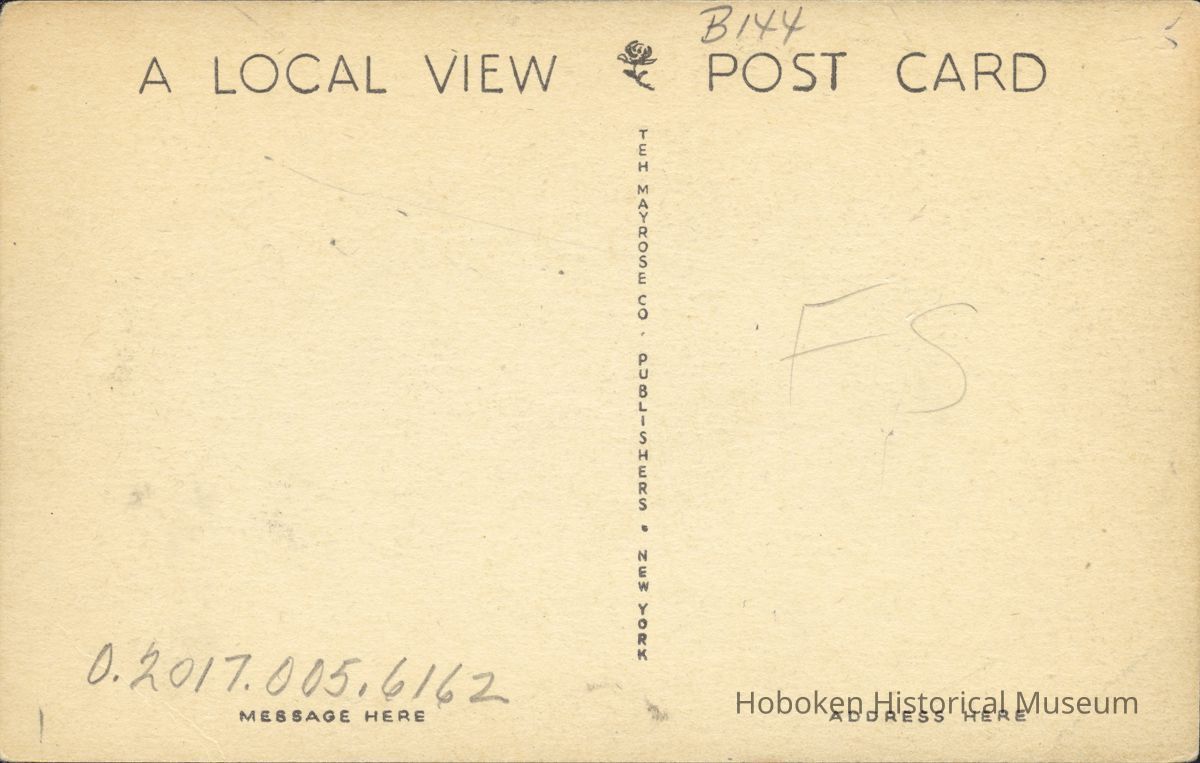 B144
A LOCAL VIEW POST CARD
TEH MAYROSE CO. PUBLISHERS • NEW YORK
FS
O.2017.005.6162
MESSAGE HERE
ADDRESS HERE
Hoboken Historical Museum